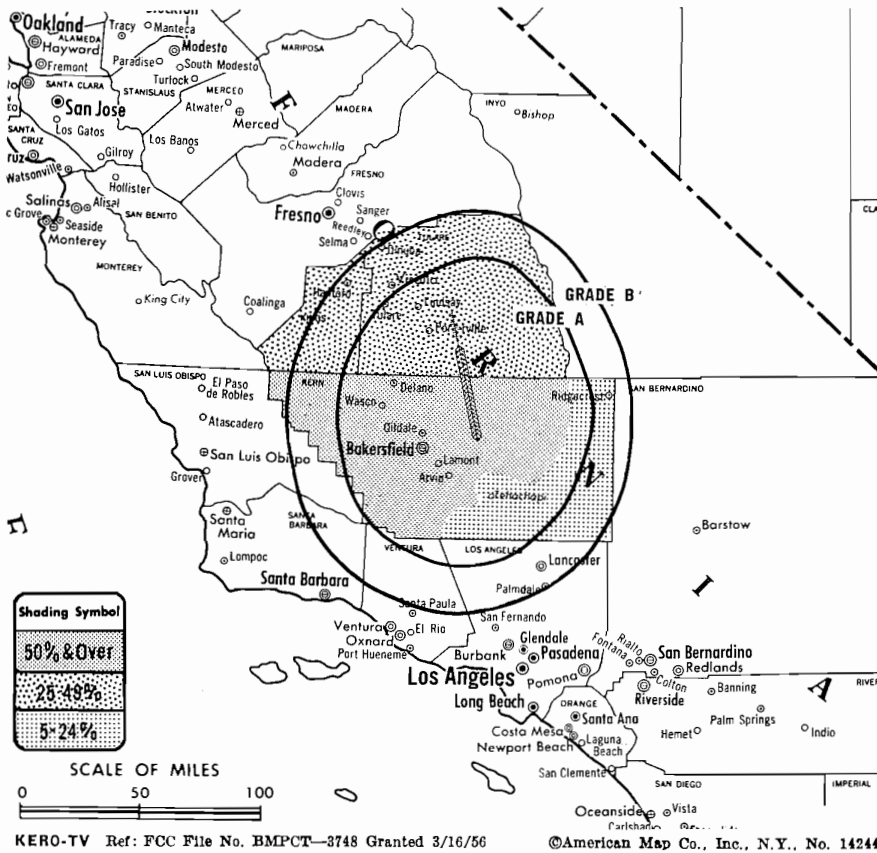 Oakland
ALAMEDA
Hayward
Fremont
Tracy
Manteca
Modesto
Paradise
South Modesto
Turlock
STANISLAUS
SANTA CLARA
San Jose
Los Gatos
SANTA
CRUZ
Watsonville
Gilroy
Hollister
SAN BENITO
MERCED
Atwater
Merced
Los Banos
MARIPOSA
F
MADERA
Chowchilla
Madera
FRESNO
INYO
Bishop
Clovis
Fresno
Sanger
Reedley
Selma
O
TULARE
Salinas
Alisal
Seaside
Monterey
MONTEREY
King City
Coalinga
Visalia
Lindsay
GRADE B
GRADE A
R
SAN LUIS OBISPO
El Paso
de Robles
Atascadero
San Luis Obispo
Grover
KERN
Delano
Wasco
Oildale
Bakersfield
Lamont
Arvin
Tehachapi
Ridgecrest
SAN BERNARDINO
N
Santa
Maria
Lompoc
SANTA
BARBARA
Santa Barbara
VENTURA
LOS ANGELES
Lancaster
Palmdale
Barstow
I
Santa Paula
Ventura
El Rio
Oxnard
Port Hueneme
San Fernando
Burbank
Glendale
Pasadena
Los Angeles
Pomona
Long Beach
Fontana
Rialto
San Bernardino
Redlands
Colton
Riverside
Banning
A
RIVER
Palm Springs
Hemet
Indio
ORANGE
Santa Ana
Costa Mesa
Newport Beach
Laguna
Beach
San Clemente
SAN DIEGO
IMPERIAL
Oceanside
Vista
Shading Symbol
50% & Over
25-49%
5-24%
SCALE OF MILES
0 50 100
KERO-TV Ref: FCC File No. BMPCT—3748 Granted 3/16/56
©American Map Co., Inc., N.Y., No. 14244